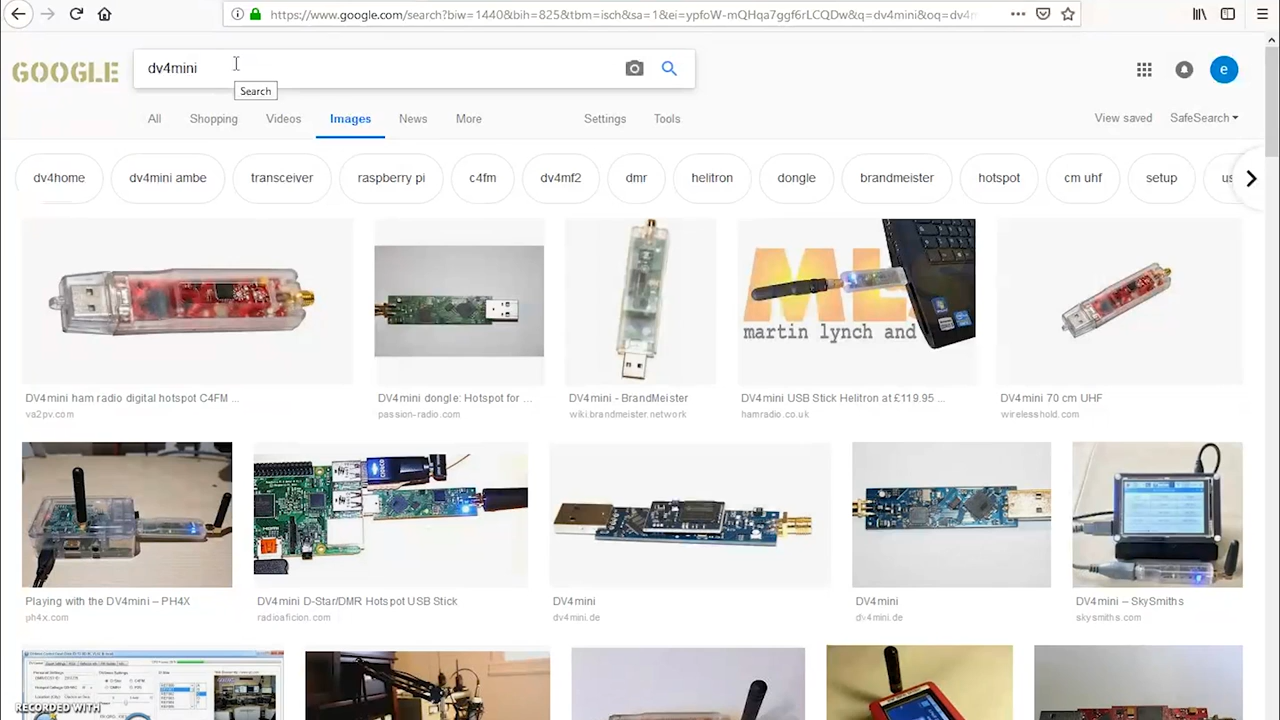 https://www.google.com/search?biw=1440&bih=825&tbm=isch&sa=1&ei=ypfoW-mQHqa7ggf6rLCQDw&q=dv4mini&oq=dv4m
GOOGLE
dv4mini
Search
All Shopping Videos Images News More Settings Tools View saved SafeSearch
dv4home dv4mini ambe transceiver raspberry pi c4fm dv4mf2 dmr helitron dongle brandmeister hotspot cm uhf setup us
ML
martin lynch and
DV4mini ham radio digital hotspot C4FM ... DV4mini dongle: Hotspot for ... DV4mini - BrandMeister DV4mini USB Stick Helitron at £119.95 ... DV4mini 70 cm UHF
va2pv.com passion-radio.com wiki.brandmeister.network hamradio.co.uk wirelesshold.com
Playing with the DV4mini – PH4X DV4mini D-Star/DMR Hotspot USB Stick DV4mini DV4mini DV4mini – SkySmiths
ph4x.com radioaficion.com dv4mini.de dv4mini.de skysmiths.com
RECORDED WITH